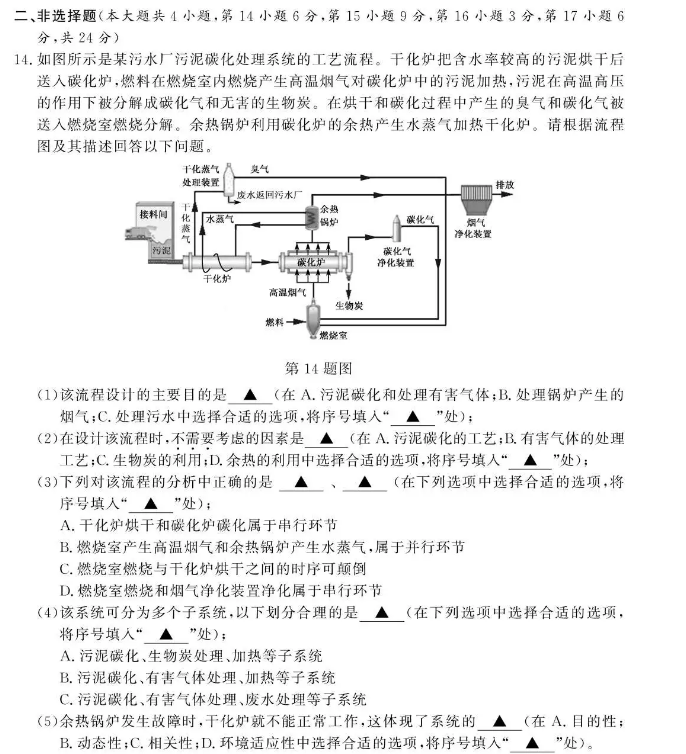 二、非选择题(本大题共 4 小题,第 14 小题 6 分,第 15 小题 9 分,第 16 小题 3 分,第 17 小题 6
分,共 24 分)
14. 如图所示是某污水厂污泥碳化处理系统的工艺流程。干化炉把含水率较高的污泥烘干后
送入碳化炉,燃料在燃烧室内燃烧产生高温烟气对碳化炉中的污泥加热,污泥在高温高压
的作用下被分解成碳化气和无害的生物炭。在烘干和碳化过程中产生的臭气和碳化气被
送入燃烧室燃烧分解。余热锅炉利用碳化炉的余热产生水蒸气加热干化炉。请根据流程
图及其描述回答以下问题。
干化蒸气
处理装置
臭气
废水返回污水厂
排放
接料间
污泥
干化蒸气
水蒸气
余热
锅炉
碳化气
烟气
净化装置
碳化气
净化装置
碳化炉
干化炉
高温烟气
生物炭
燃料
燃烧室
第 14 题图
(1)该流程设计的主要目的是 ▲ (在 A. 污泥碳化和处理有害气体;B. 处理锅炉产生的
烟气;C. 处理污水中选择合适的选项,将序号填入“ ▲ ”处);
(2)在设计该流程时,不需要考虑的因素是 ▲ (在 A. 污泥碳化的工艺;B. 有害气体的处理
工艺;C. 生物炭的利用;D. 余热的利用中选择合适的选项,将序号填入“ ▲ ”处);
(3)下列对该流程的分析中正确的是 ▲ 、 ▲ (在下列选项中选择合适的选项,将
序号填入“ ▲ ”处);
A. 干化炉烘干和碳化炉碳化属于串行环节
B. 燃烧室产生高温烟气和余热锅炉产生水蒸气,属于并行环节
C. 燃烧室燃烧与干化炉烘干之间的时序可颠倒
D. 燃烧室燃烧和烟气净化装置净化属于串行环节
(4)该系统可分为多个子系统,以下划分合理的是 ▲ (在下列选项中选择合适的选项,
将序号填入“ ▲ ”处);
A. 污泥碳化、生物炭处理、加热等子系统
B. 污泥碳化、有害气体处理、加热等子系统
C. 污泥碳化、有害气体处理、废水处理等子系统
(5)余热锅炉发生故障时,干化炉就不能正常工作,这体现了系统的 ▲ (在 A. 目的性;
B. 动态性;C. 相关性;D. 环境适应性中选择合适的选项,将序号填入“ ▲ ”处)。